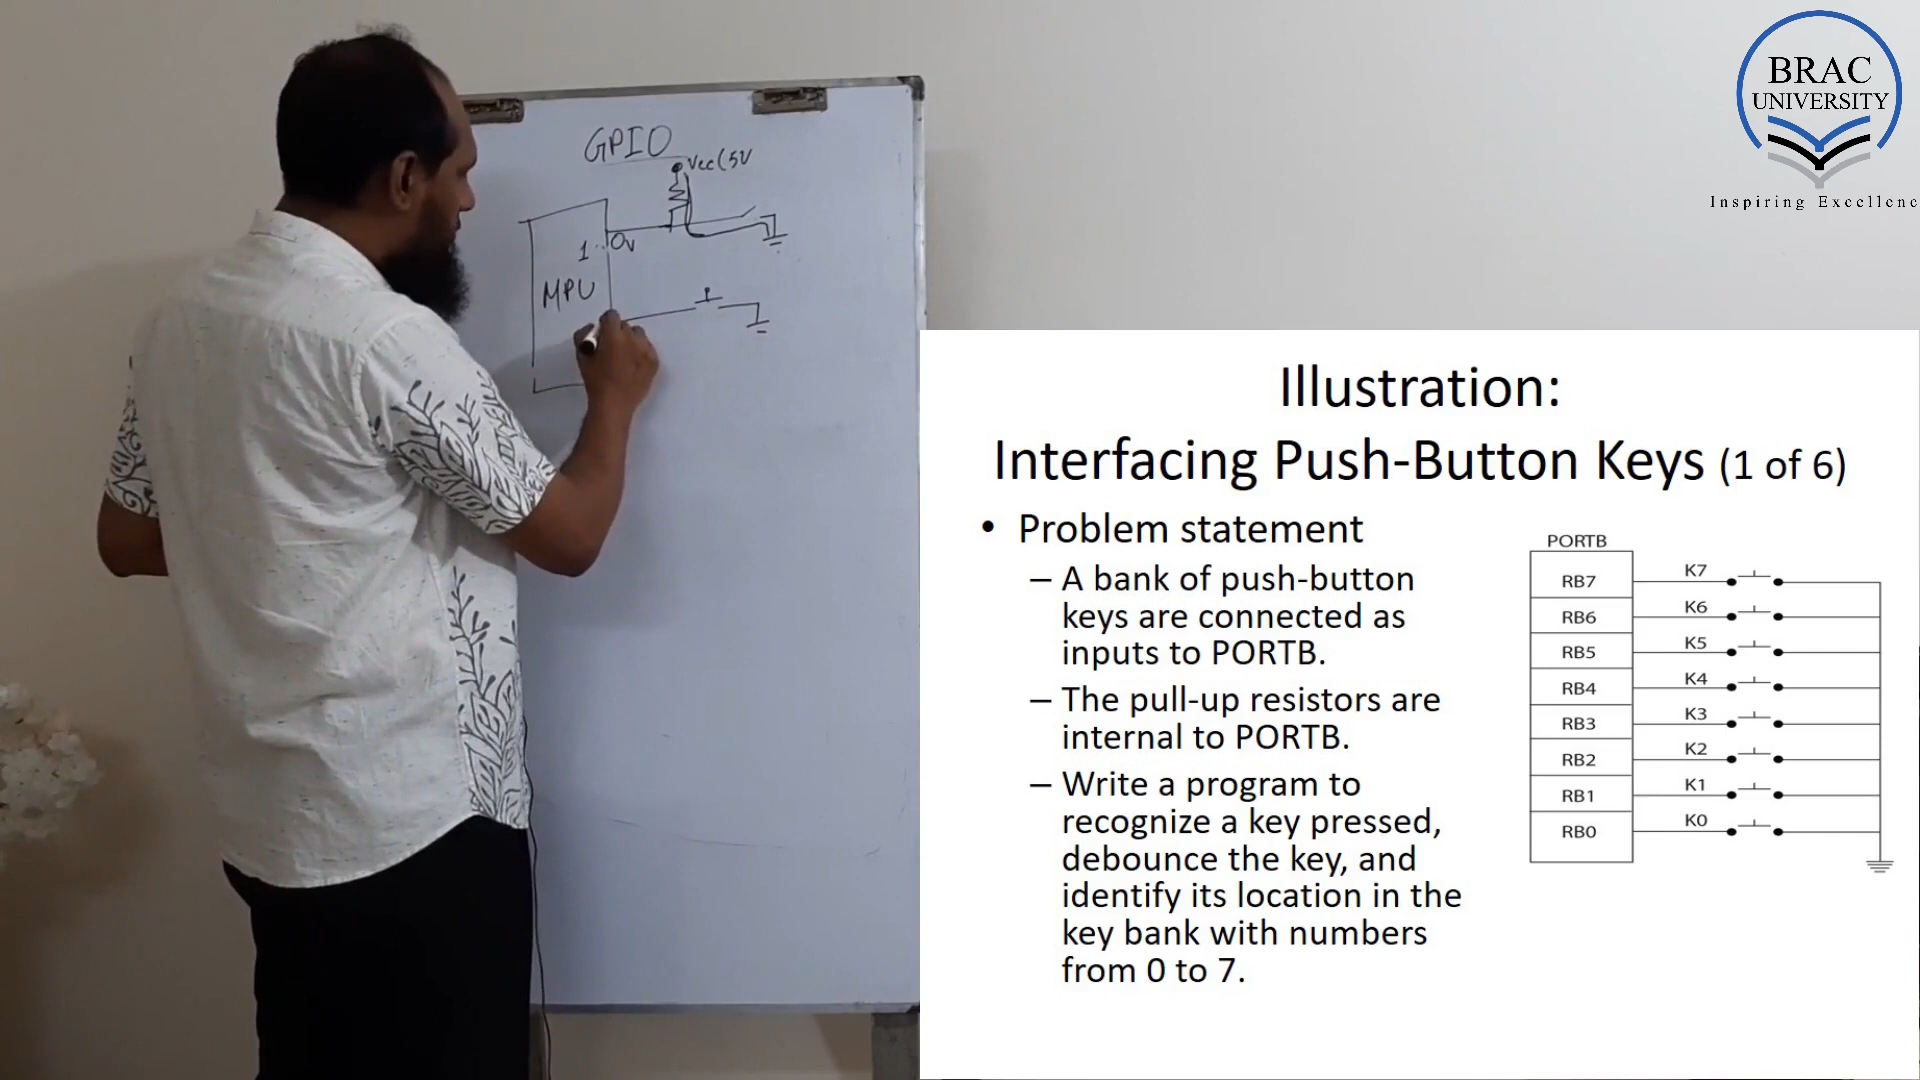 GPIO
Vcc (5V
1 0v
MPU
BRAC
UNIVERSITY
Inspiring Excellenc
Illustration:
Interfacing Push-Button Keys (1 of 6)
• Problem statement
– A bank of push-button
keys are connected as
inputs to PORTB.
– The pull-up resistors are
internal to PORTB.
– Write a program to
recognize a key pressed,
debounce the key, and
identify its location in the
key bank with numbers
from 0 to 7.
PORTB
RB7 K7
RB6 K6
RB5 K5
RB4 K4
RB3 K3
RB2 K2
RB1 K1
RB0 K0